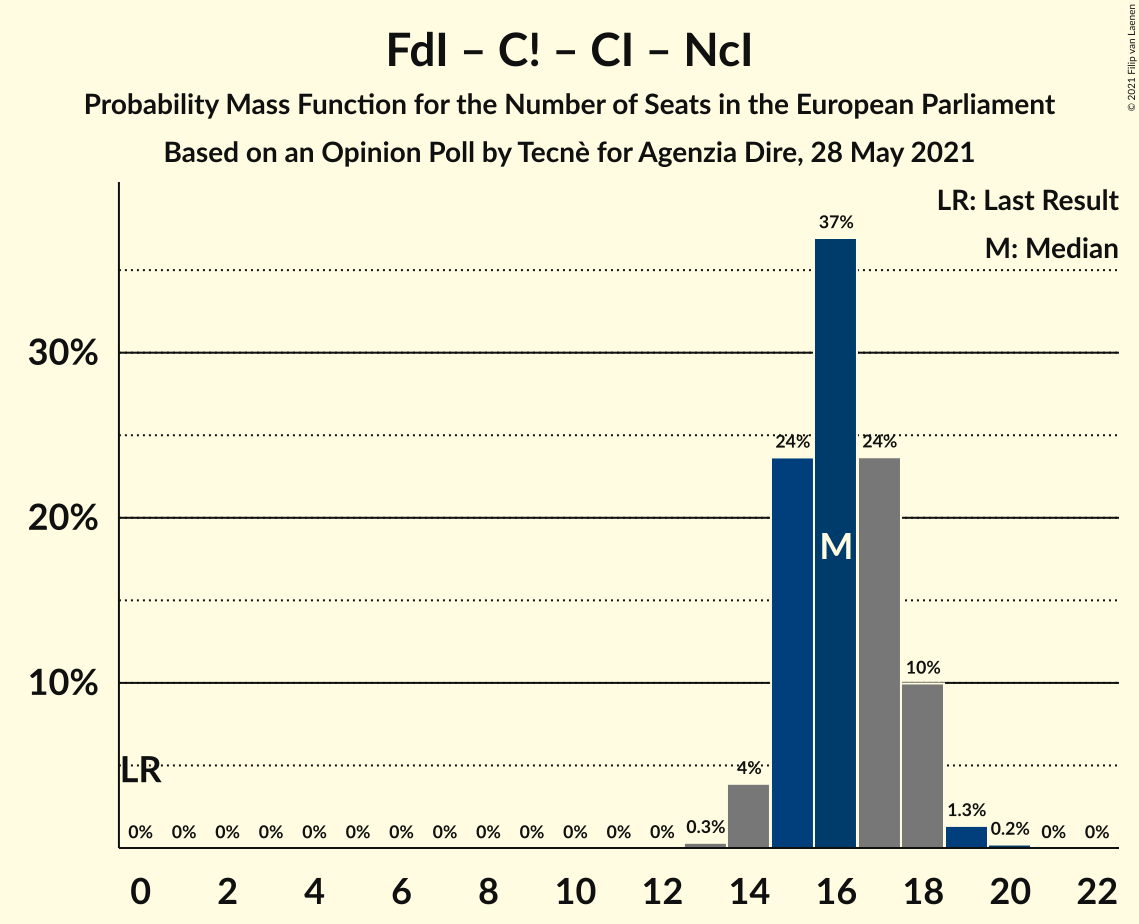 FdI – C! – CI – NcI
Probability Mass Function for the Number of Seats in the European Parliament
Based on an Opinion Poll by Tecnè for Agenzia Dire, 28 May 2021
© 2021 Filip van Laenen
LR: Last Result
M: Median
37%
30%
24%
24%
20%
M
10%
10%
LR
4%
1.3%
0% 0% 0% 0% 0% 0% 0% 0% 0% 0% 0% 0% 0% 0.3% 0.2% 0% 0%
0 2 4 6 8 10 12 14 16 18 20 22